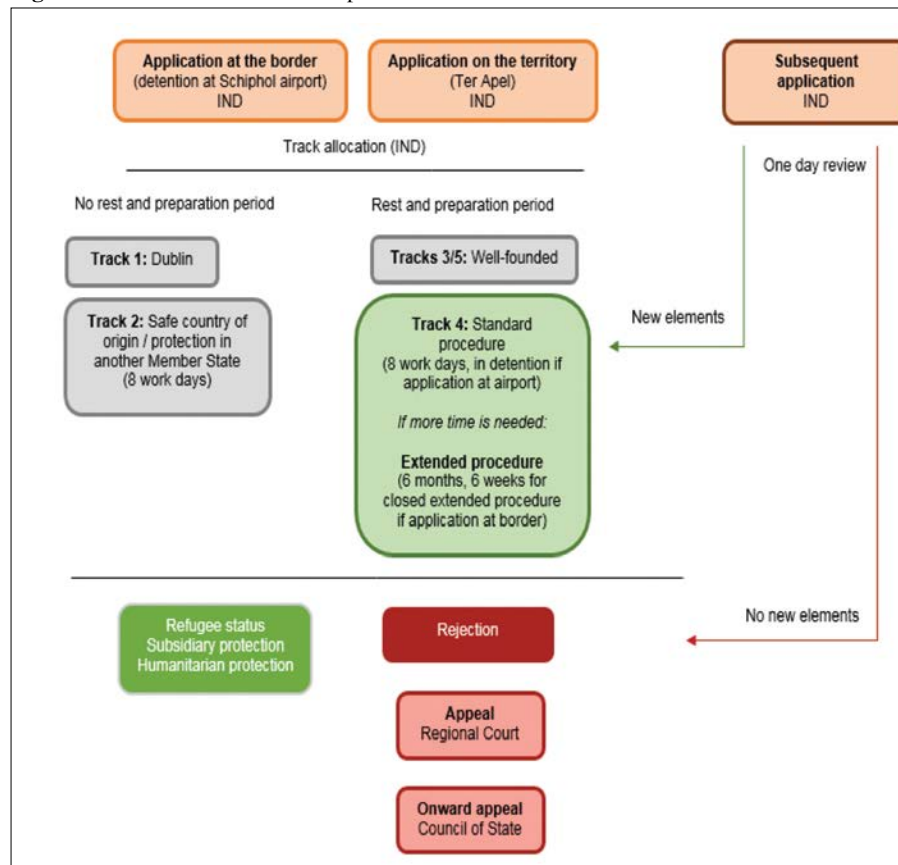 Application at the border
(detention at Schiphol airport)
IND
Application on the territory
(Ter Apel)
IND
Subsequent
application
IND
Track allocation (IND)
One day review
No rest and preparation period
Rest and preparation period
Track 1: Dublin
Tracks 3/5: Well-founded
Track 2: Safe country of
origin / protection in
another Member State
(8 work days)
Track 4: Standard
procedure
(8 work days, in detention if
application at airport)
If more time is needed:
Extended procedure
(6 months, 6 weeks for
closed extended procedure
if application at border)
New elements
No new elements
Refugee status
Subsidiary protection
Humanitarian protection
Rejection
Appeal
Regional Court
Onward appeal
Council of State